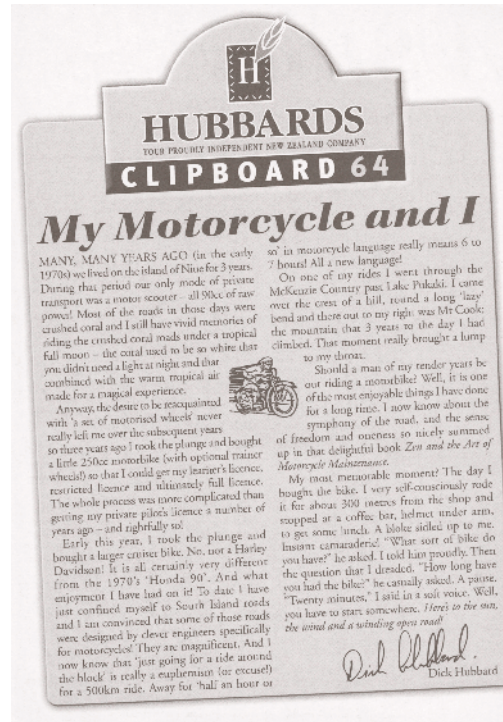 H
HUBBARDS
YOUR PROUDLY INDEPENDENT NEW ZEALAND COMPANY
CLIPBOARD 64
My Motorcycle and I
MANY, MANY YEARS AGO (in the early
1970s) we lived on the island of Niue for 3 years.
During that period our only mode of private
transport was a motor scooter – all 90cc of raw
power! Most of the roads in those days were
crushed coral and I still have vivid memories of
riding the crushed coral roads under a tropical
full moon – the coral used to be so white that
you didn't need a light at night and that
combined with the warm tropical air
made for a magical experience.
Anyway, the desire to be reacquainted
with 'a set of motorised wheels' never
really left me over the subsequent years
so three years ago I took the plunge and bought
a little 250cc motorbike (with optional trainer
wheels!) so that I could get my learner's licence,
restricted licence and ultimately full licence.
The whole process was more complicated than
getting my private pilot's licence a number of
years ago – and rightfully so!
Early this year, I took the plunge and
bought a larger cruiser bike. No, not a Harley
Davidson! It is all certainly very different
from the 1970's 'Honda 90'. And what
enjoyment I have had on it! To date I have
just confined myself to South Island roads
and I am convinced that some of those roads
were designed by clever engineers specifically
for motorcycles! They are magnificent. And I
now know that 'just going for a ride around
the block' is really a euphemism (or excuse!)
for a 500km ride. Away for 'half an hour or
so' in motorcycle language really means 6 to
7 hours! All a new language!
On one of my rides I went through the
McKenzie Country past Lake Pukaki. I came
over the crest of a hill, round a long 'lazy'
bend and there out to my right was Mt Cook:
the mountain that 3 years to the day I had
climbed. That moment really brought a lump
to my throat.
Should a man of my tender years be
out riding a motorbike? Well, it is one
of the most enjoyable things I have done
for a long time. I now know about the
symphony of the road, and the sense
of freedom and oneness so nicely summed
up in that delightful book Zen and the Art of
Motorcycle Maintenance.
My most memorable moment? The day I
bought the bike. I very self-consciously rode
it for about 300 metres from the shop and
stopped at a coffee bar, helmet under arm,
to get some lunch. A bloke sidled up to me.
Instant camaraderie! "What sort of bike do
you have?" he asked. I told him proudly. Then
the question that I dreaded. "How long have
you had the bike?" he casually asked. A pause.
"Twenty minutes," I said in a soft voice. Well,
you have to start somewhere. Here's to the sun,
the wind and a winding open road!
Dick Hubbard
Dick Hubbard